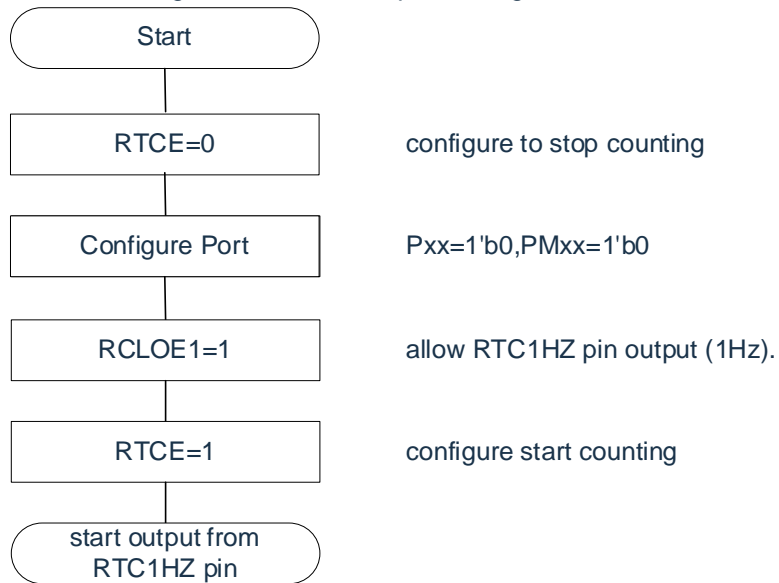 Start
RTCE=0 configure to stop counting
Configure Port Pxx=1'b0,PMxx=1'b0
RCLOE1=1 allow RTC1HZ pin output (1Hz).
RTCE=1 configure start counting
start output from
RTC1HZ pin